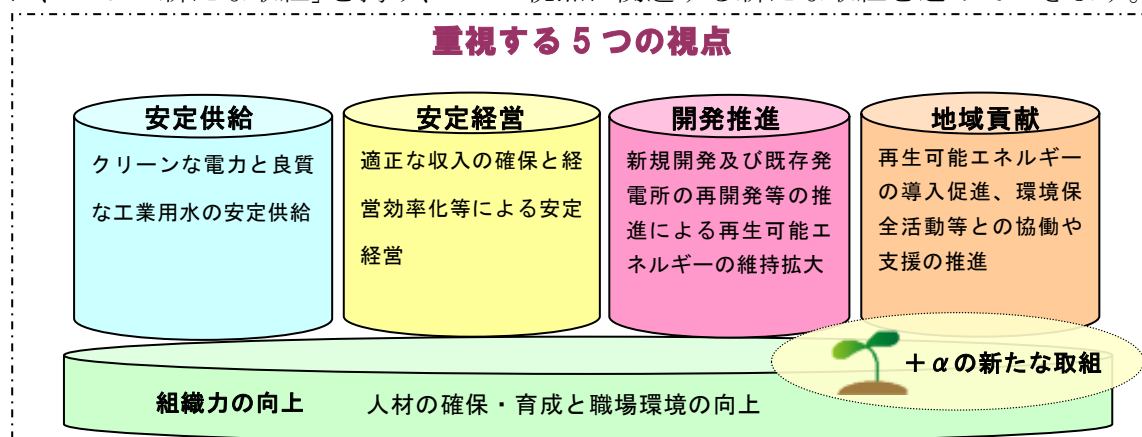 新たな取組
重視する5つの視点
安定供給
クリーンな電力と良質
な工業用水の安定供給
安定経営
適正な収入の確保と経
営効率化等による安定
経営
開発推進
新規開発及び既存発
電所の再開発等の推
進による再生可能エ
ネルギーの維持拡大
地域貢献
再生可能エネルギー
の導入促進、環境保
全活動等との協働や
支援の推進
+αの新たな取組
組織力の向上 人材の確保・育成と職場環境の向上